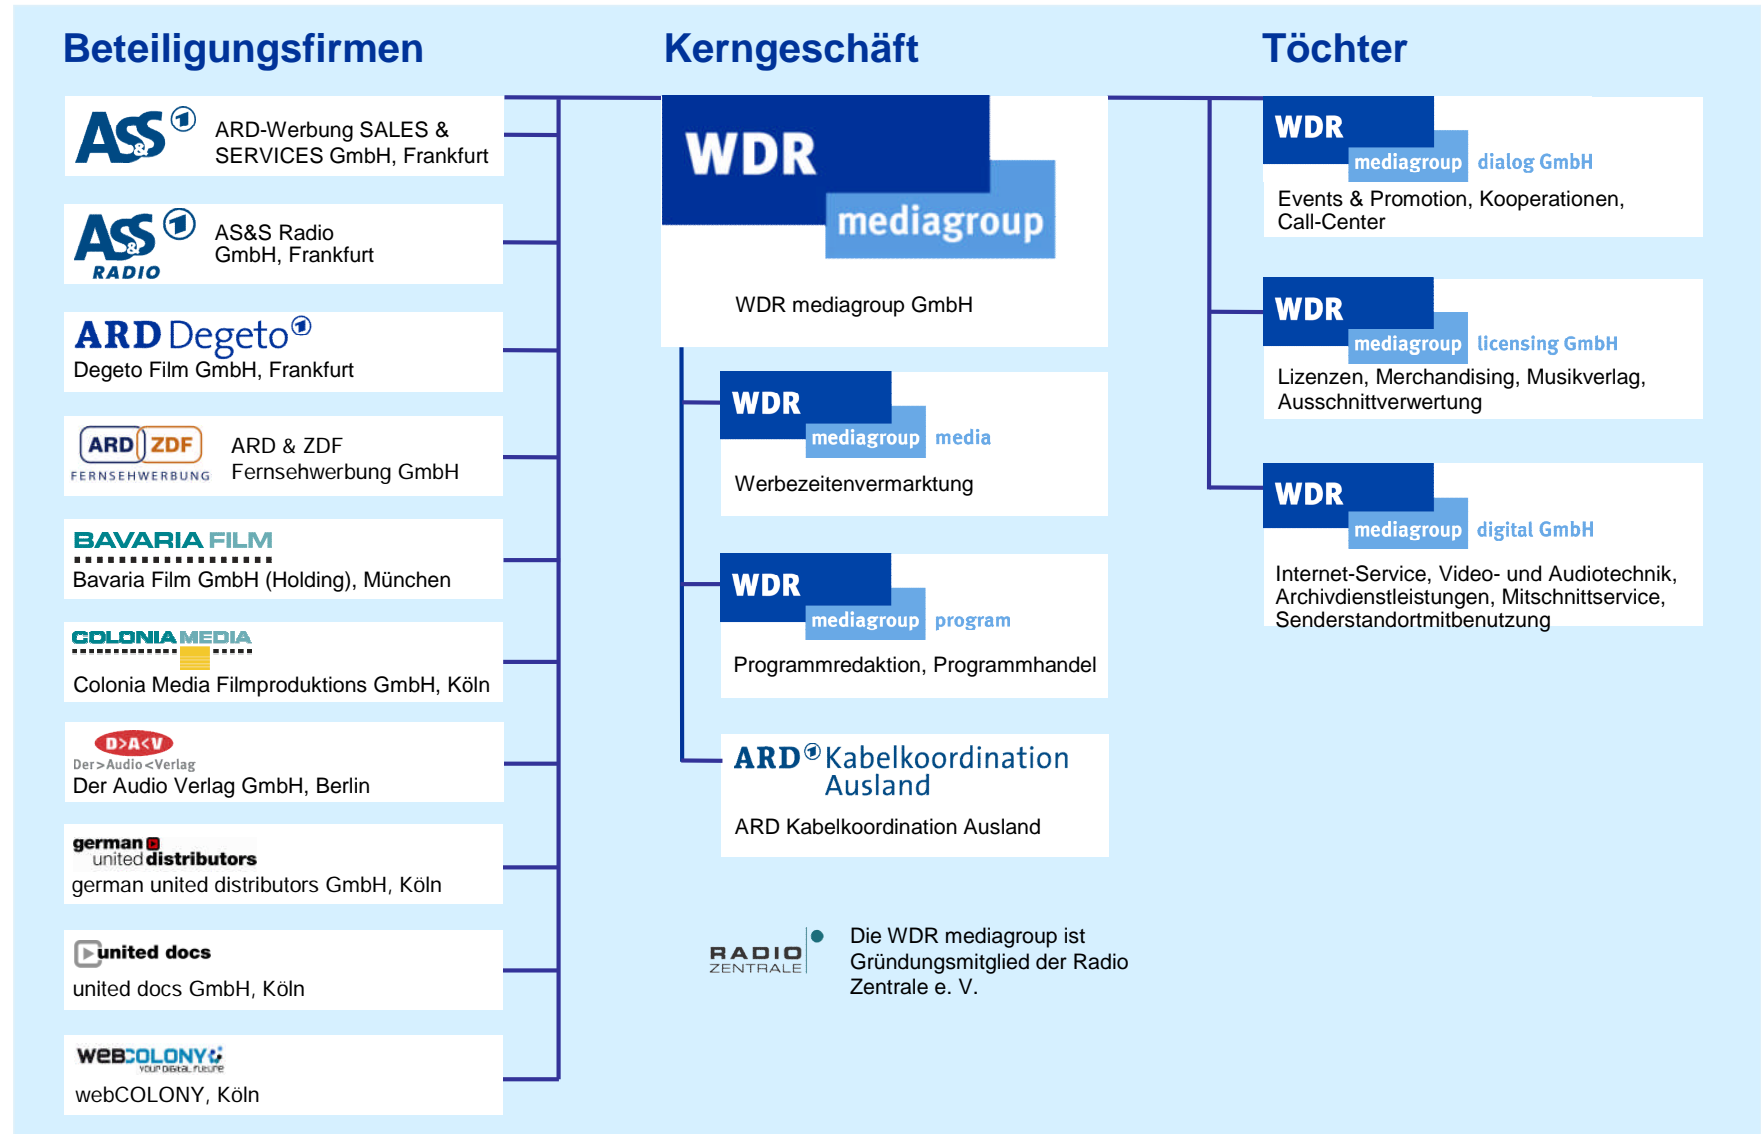 Beteiligungsfirmen
AS&S
ARD-Werbung SALES &
SERVICES GmbH, Frankfurt
AS&S
RADIO
AS&S Radio
GmbH, Frankfurt
ARD Degeto
Degeto Film GmbH, Frankfurt
ARD ZDF
FERNSEHWERBUNG
ARD & ZDF
Fernsehwerbung GmbH
BAVARIA FILM
Bavaria Film GmbH (Holding), München
COLONIA MEDIA
Colonia Media Filmproduktions GmbH, Köln
D>A<V
Der>Audio<Verlag
Der Audio Verlag GmbH, Berlin
german
united distributors
german united distributors GmbH, Köln
united docs
united docs GmbH, Köln
WEBCOLONY
YOUR DIGITAL FUTURE
webCOLONY, Köln
Kerngeschäft
WDR
mediagroup
WDR mediagroup GmbH
WDR
mediagroup media
Werbezeitenvermarktung
WDR
mediagroup program
Programmredaktion, Programmhandel
ARD Kabelkoordination
Ausland
ARD Kabelkoordination Ausland
RADIO
ZENTRALE
Die WDR mediagroup ist
Gründungsmitglied der Radio
Zentrale e. V.
Töchter
WDR
mediagroup dialog GmbH
Events & Promotion, Kooperationen,
Call-Center
WDR
mediagroup licensing GmbH
Lizenzen, Merchandising, Musikverlag,
Ausschnittverwertung
WDR
mediagroup digital GmbH
Internet-Service, Video- und Audiotechnik,
Archivdienstleistungen, Mitschnittservice,
Senderstandortmitbenutzung